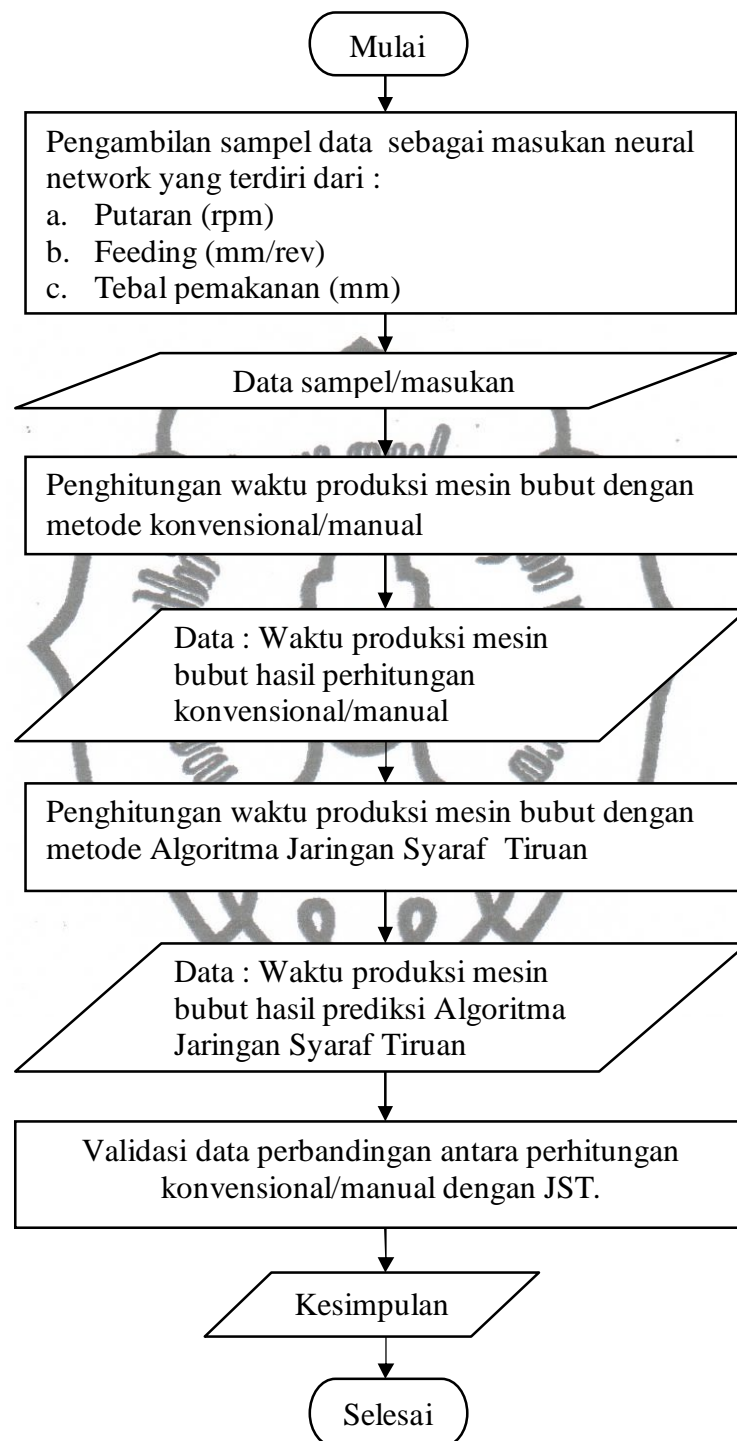 Mulai
Pengambilan sampel data sebagai masukan neural
network yang terdiri dari :
a. Putaran (rpm)
b. Feeding (mm/rev)
c. Tebal pemakanan (mm)
Data sampel/masukan
Penghitungan waktu produksi mesin bubut dengan
metode konvensional/manual
Data : Waktu produksi mesin
bubut hasil perhitungan
konvensional/manual
Penghitungan waktu produksi mesin bubut dengan
metode Algoritma Jaringan Syaraf Tiruan
Data : Waktu produksi mesin
bubut hasil prediksi Algoritma
Jaringan Syaraf Tiruan
Validasi data perbandingan antara perhitungan
konvensional/manual dengan JST.
Kesimpulan
Selesai